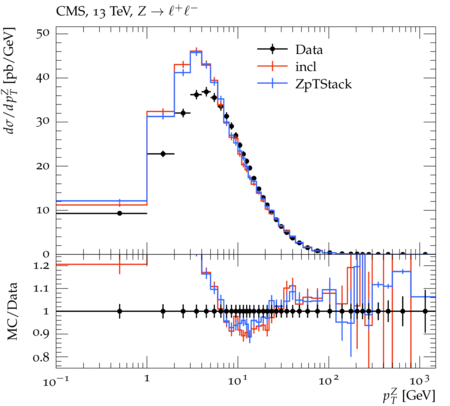 CMS, 13 TeV, Z → ℓ⁺ℓ⁻
dσ/dp_T^Z [pb/GeV]
50
40
30
20
10
0
Data
incl
ZpTStack
MC/Data
1.2
1.1
1
0.9
0.8
10⁻¹ 1 10¹ 10² 10³
p_T^Z [GeV]